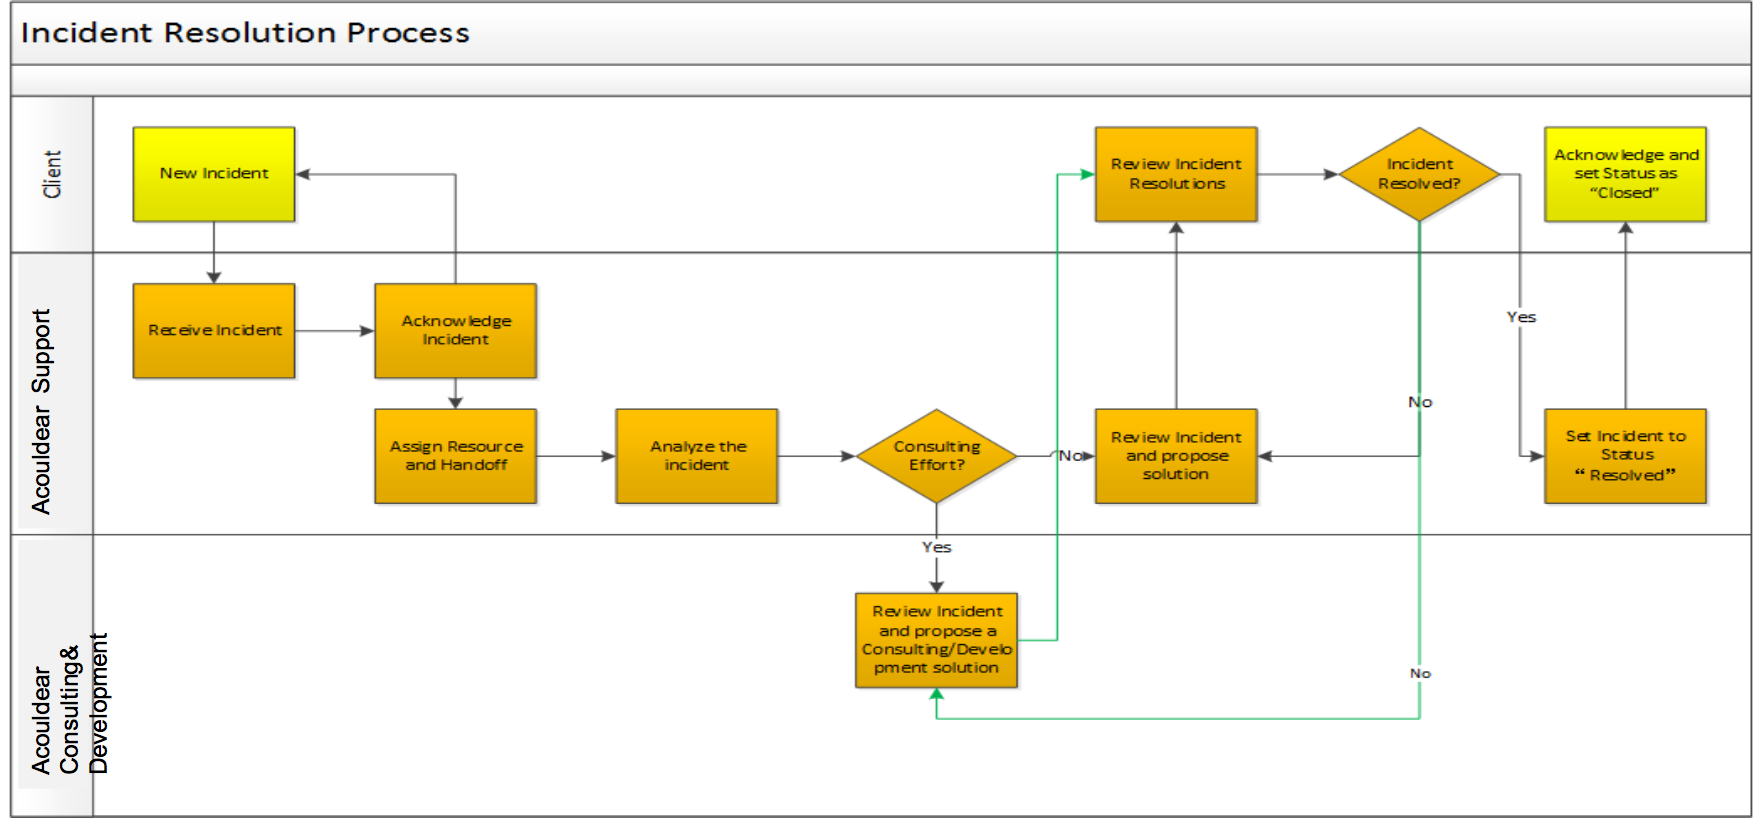 Incident Resolution Process
Client
New Incident
Review Incident
Resolutions
Incident
Resolved?
Acknowledge and
set Status as
“Closed”
Acouldear Support
Receive Incident
Acknowledge
Incident
Yes
No
Assign Resource
and Handoff
Analyze the
incident
Consulting
Effort?
No
Review Incident
and propose
solution
Set Incident to
Status
“ Resolved”
Acouldear
Consulting&
Development
Yes
Review Incident
and propose a
Consulting/Develo
pment solution
No